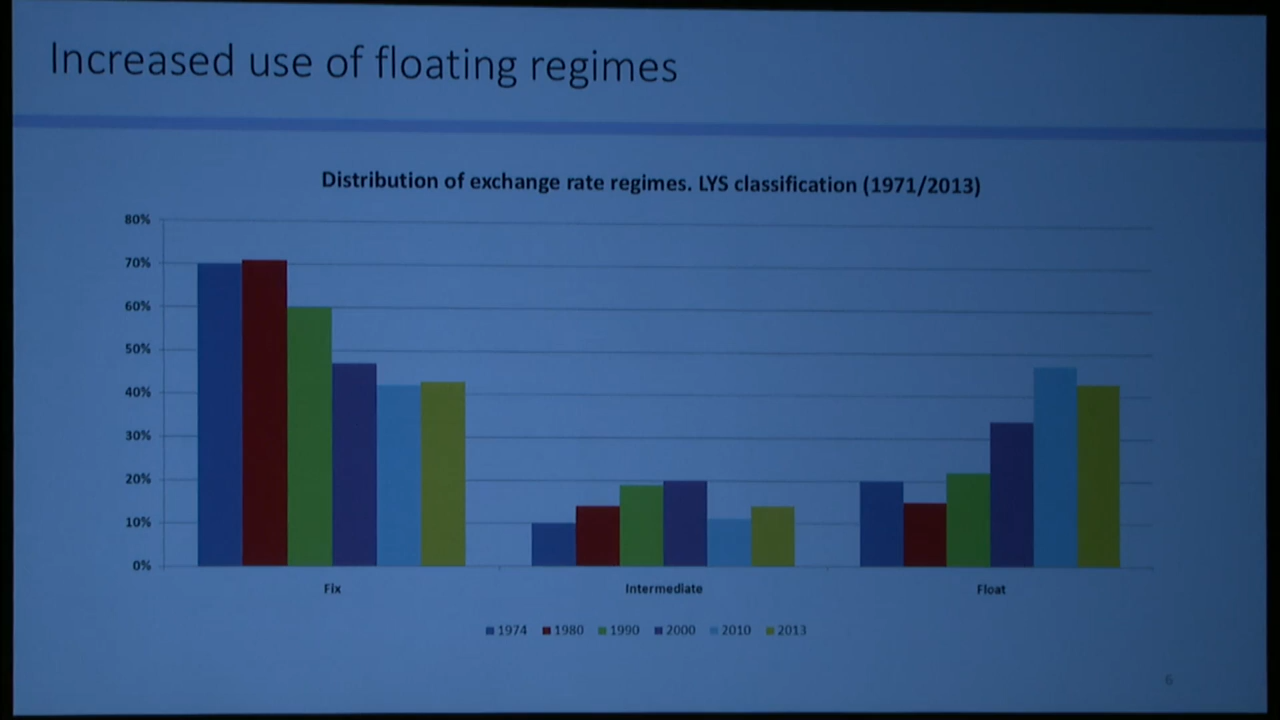 Increased use of floating regimes
Distribution of exchange rate regimes. LYS classification (1971/2013)
80%
70%
60%
50%
40%
30%
20%
10%
0%
Fix Intermediate Float
1974 1980 1990 2000 2010 2013
6